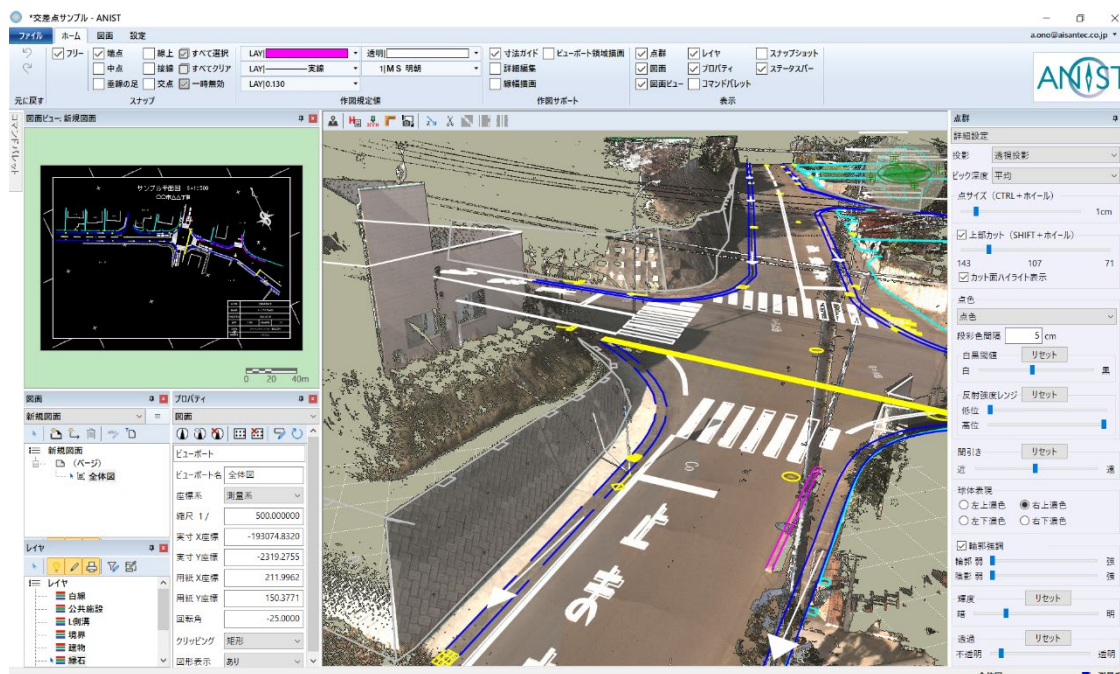 *交差点サンプル - ANIST
ファイル ホーム 図面 設定
a.ono@aisantec.co.jp
フリー 端点 線上 すべて選択
中点 接線 すべてクリア
垂線の足 交点 一時無効
LAY| 透明|
LAY| 実線 1|MS 明朝
LAY|0.130
寸法ガイド ビューポート領域描画
詳細編集
線幅描画
点群 レイヤ スナップショット
図面 プロパティ ステータスバー
図面ビュー コマンドパレット
ANIST
元に戻す スナップ 作図規定値 作図サポート 表示
コマンドパレット
図面ビュー: 新規図面
サンプル平面図 S=1:500
〇〇市△△丁目
0 20 40m
図面
新規図面
新規図面
(ページ)
全体図
レイヤ
レイヤ
白線
公共施設
L側溝
境界
建物
縁石
プロパティ
図面
ビューポート
ビューポート名 全体図
座標系 測量系
縮尺 1/ 500.000000
実寸 X座標 -193074.8320
実寸 Y座標 -2319.2755
用紙 X座標 211.9962
用紙 Y座標 150.3771
回転角 -25.0000
クリッピング 矩形
図形表示 あり
止
ま
点群
詳細設定
投影 透視投影
ピック深度 平均
点サイズ (CTRL+ホイール)
1cm
上部カット (SHIFT+ホイール)
143 107 71
カット面ハイライト表示
点色
点色
段彩色間隔 5 cm
白黒閾値 リセット
白 黒
反射強度レンジ リセット
低位
高位
間引き リセット
近 遠
球体表現
左上濃色 右上濃色
左下濃色 右下濃色
輪郭強調
輪郭 弱 強
陰影 弱 強
輝度 リセット
暗 明
透過 リセット
不透明 透明